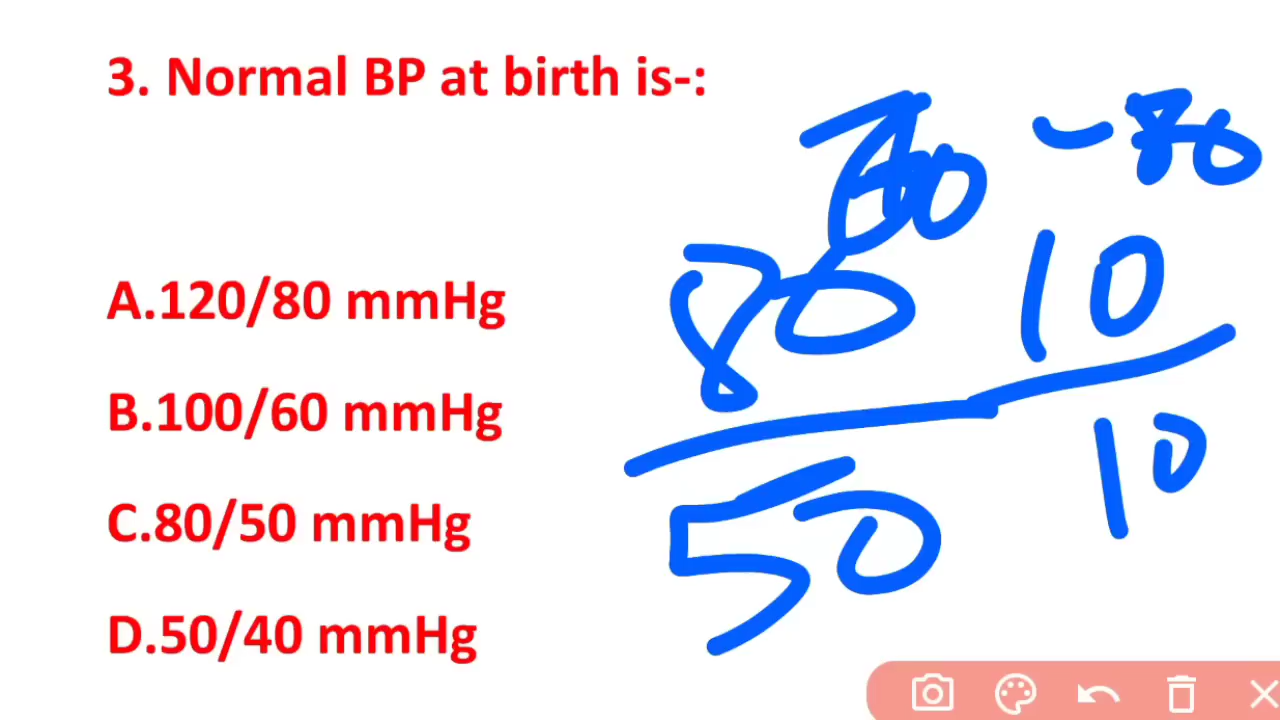 3. Normal BP at birth is-:
80
10
50
10
A.120/80 mmHg
B.100/60 mmHg
C.80/50 mmHg
D.50/40 mmHg